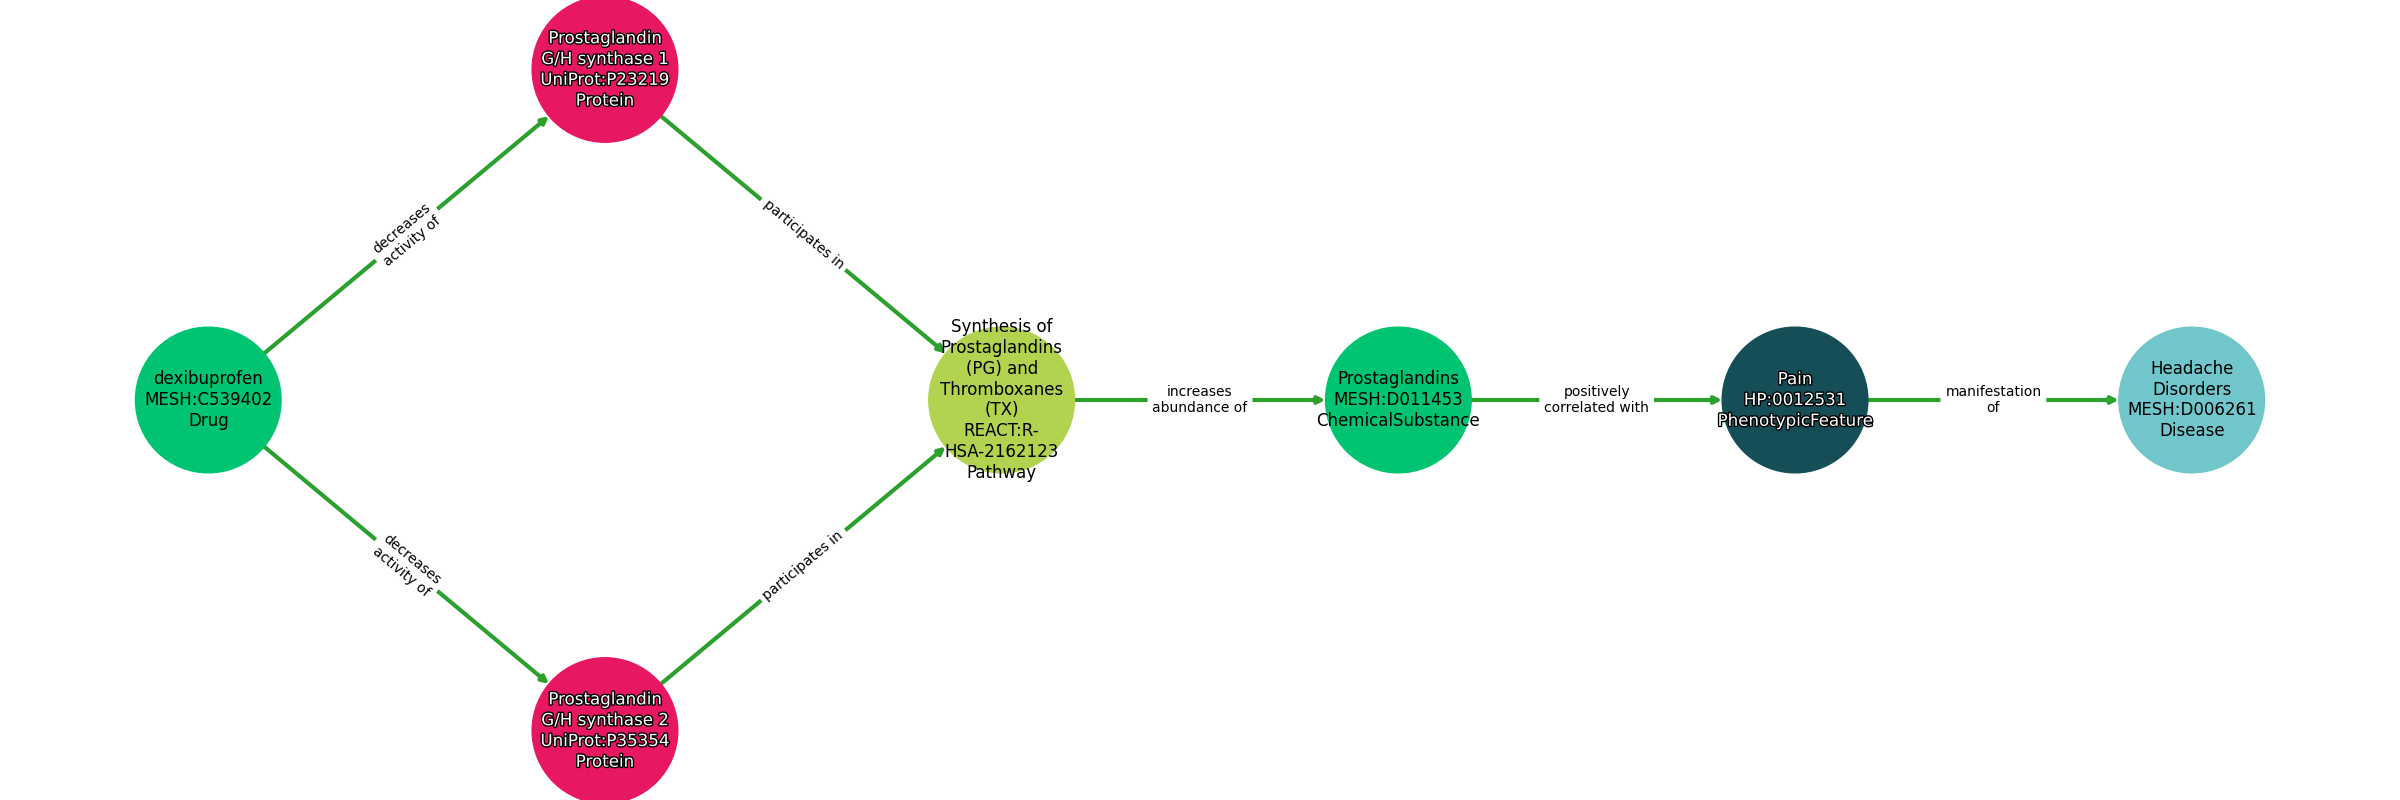 Prostaglandin
G/H synthase 1
UniProt:P23219
Protein
decreases
activity of
participates in
dexibuprofen
MESH:C539402
Drug
Synthesis of
Prostaglandins
(PG) and
Thromboxanes
(TX)
REACT:R-
HSA-2162123
Pathway
increases
abundance of
Prostaglandins
MESH:D011453
ChemicalSubstance
positively
correlated with
Pain
HP:0012531
PhenotypicFeature
manifestation
of
Headache
Disorders
MESH:D006261
Disease
decreases
activity of
participates in
Prostaglandin
G/H synthase 2
UniProt:P35354
Protein